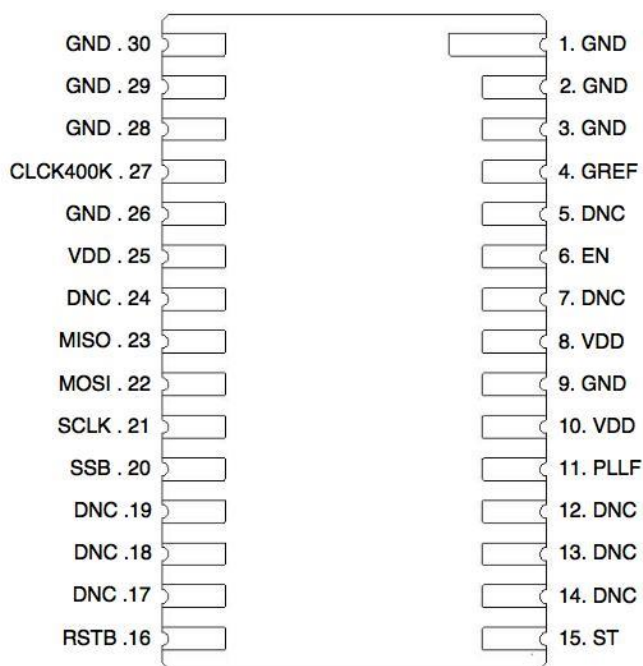 GND . 30 1. GND
GND . 29 2. GND
GND . 28 3. GND
CLCK400K . 27 4. GREF
GND . 26 5. DNC
VDD . 25 6. EN
DNC . 24 7. DNC
MISO . 23 8. VDD
MOSI . 22 9. GND
SCLK . 21 10. VDD
SSB . 20 11. PLLF
DNC .19 12. DNC
DNC .18 13. DNC
DNC .17 14. DNC
RSTB .16 15. ST